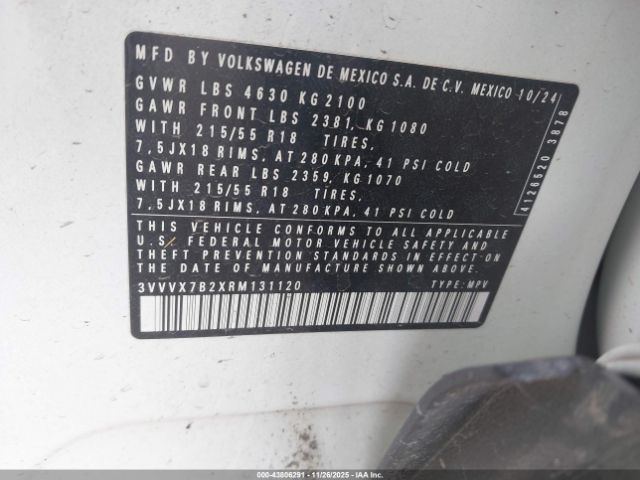 MFD BY VOLKSWAGEN DE MEXICO S.A. DE C.V. MEXICO 10/24
GVWR LBS 4630 KG 2100
GAWR FRONT LBS 2381, KG 1080
WITH 215/55 R18 TIRES,
7,5JX18 RIMS, AT 280 KPA, 41 PSI COLD
GAWR REAR LBS 2359, KG 1070
WITH 215/55 R18 TIRES,
7,5JX18 RIMS, AT 280 KPA, 41 PSI COLD
THIS VEHICLE CONFORMS TO ALL APPLICABLE
U.S. FEDERAL MOTOR VEHICLE SAFETY AND
THEFT PREVENTION STANDARDS IN EFFECT ON
THE DATE OF MANUFACTURE SHOWN ABOVE
3VVVX7B2XRM131120 TYPE: MPV
4126520 3878
000-43806291 - 11/26/2025 - IAAI.com